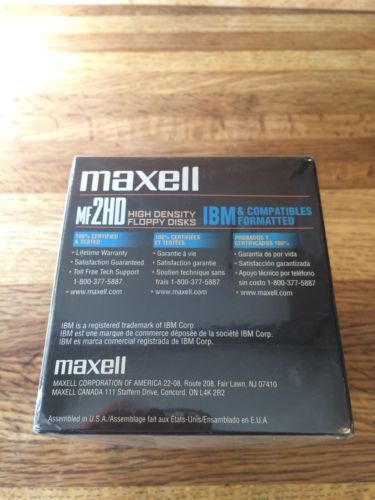 maxell
MF2HD HIGH DENSITY FLOPPY DISKS IBM & COMPATIBLES FORMATTED
100% CERTIFIED & TESTED
• Lifetime Warranty
• Satisfaction Guaranteed
• Toll Free Tech Support
1-800-377-5887
• www.maxell.com
100% CERTIFIÉES ET TESTÉES
• Garantie à vie
• Satisfaction garantie
• Soutien technique sans
frais 1-800-377-5887
• www.maxell.com
PROBADOS Y CERTIFICADOS 100%
• Garantía de por vida
• Satisfacción garantizada
• Apoyo técnico por teléfono
sin costo 1-800-377-5887
• www.maxell.com
IBM is a registered trademark of IBM Corp.
IBM est une marque de commerce déposée de la société IBM Corp.
IBM es marca comercial registrada de IBM Corp.
maxell
MAXELL CORPORATION OF AMERICA 22-08, Route 208, Fair Lawn, NJ 07410
MAXELL CANADA 111 Staffern Drive, Concord, ON L4K 2R2
Assembled in U.S.A./Assemblage fait aux États-Unis/Ensamblado en E.U.A.